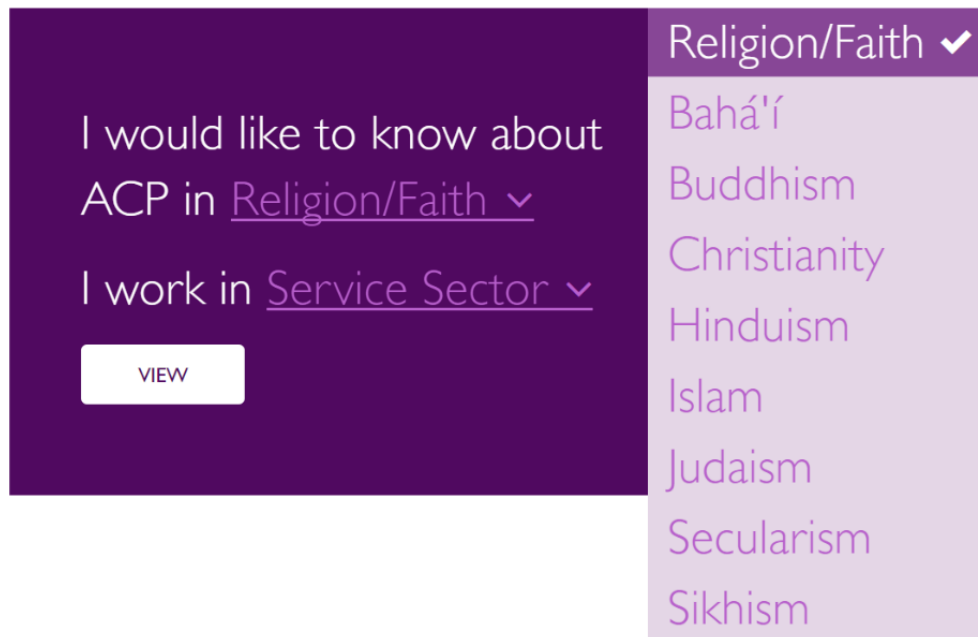 I would like to know about
ACP in Religion/Faith
I work in Service Sector
VIEW
Religion/Faith
Bahá'í
Buddhism
Christianity
Hinduism
Islam
Judaism
Secularism
Sikhism